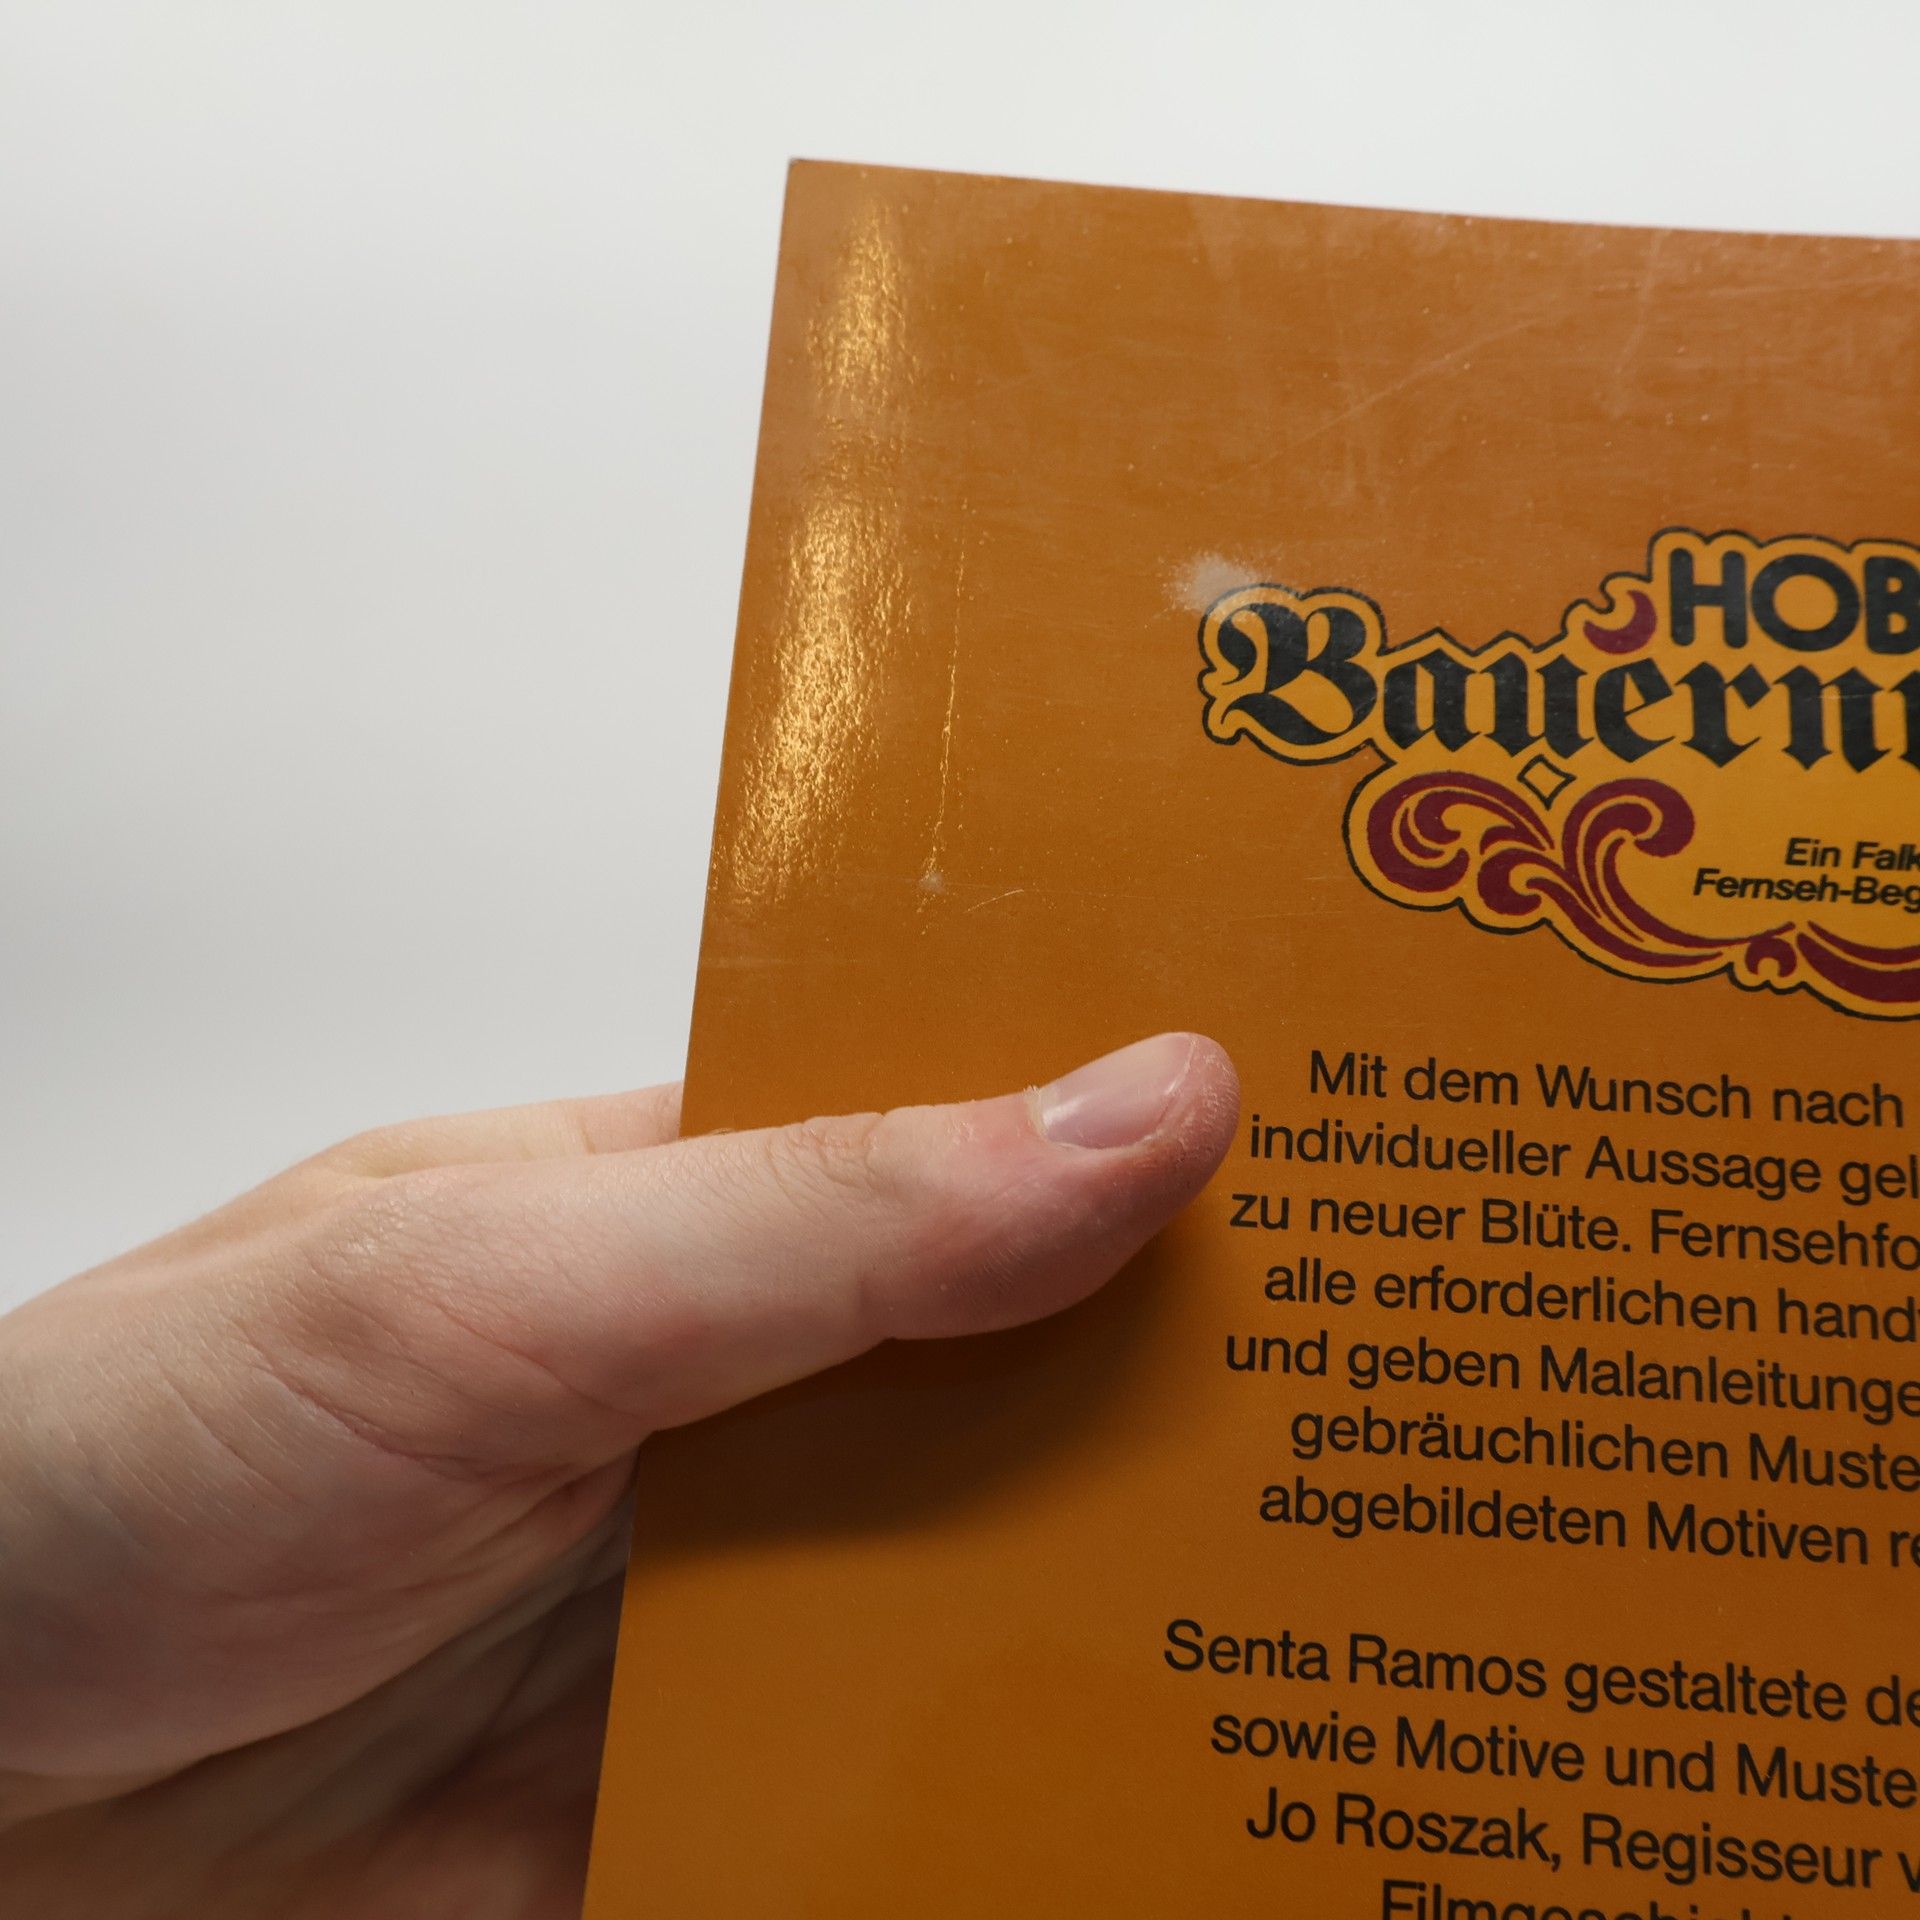 HOB
Bauernm
Ein Falk
Fernseh-Beg
Mit dem Wunsch nach
individueller Aussage gel
zu neuer Blüte. Fernsehfo
alle erforderlichen hand
und geben Malanleitunge
gebräuchlichen Muste
abgebildeten Motiven re
Senta Ramos gestaltete de
sowie Motive und Muste
Jo Roszak, Regisseur v